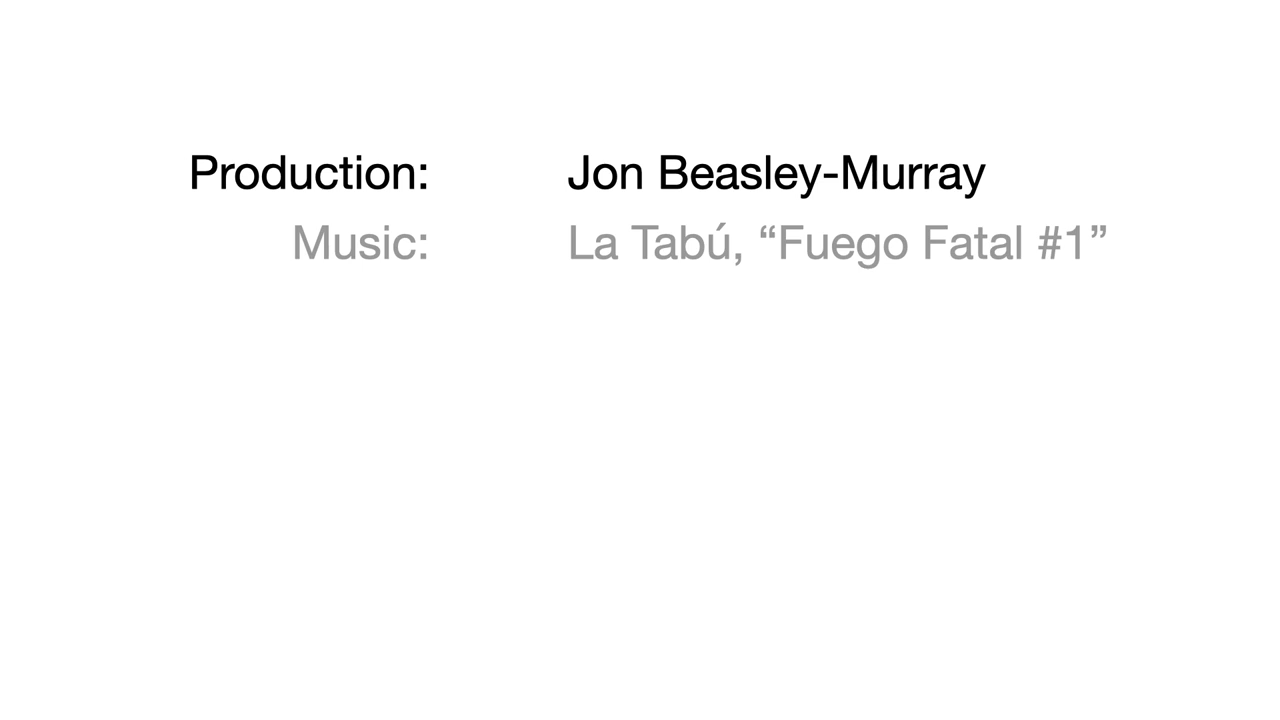 Production: Jon Beasley-Murray
Music: La Tabú, “Fuego Fatal #1”